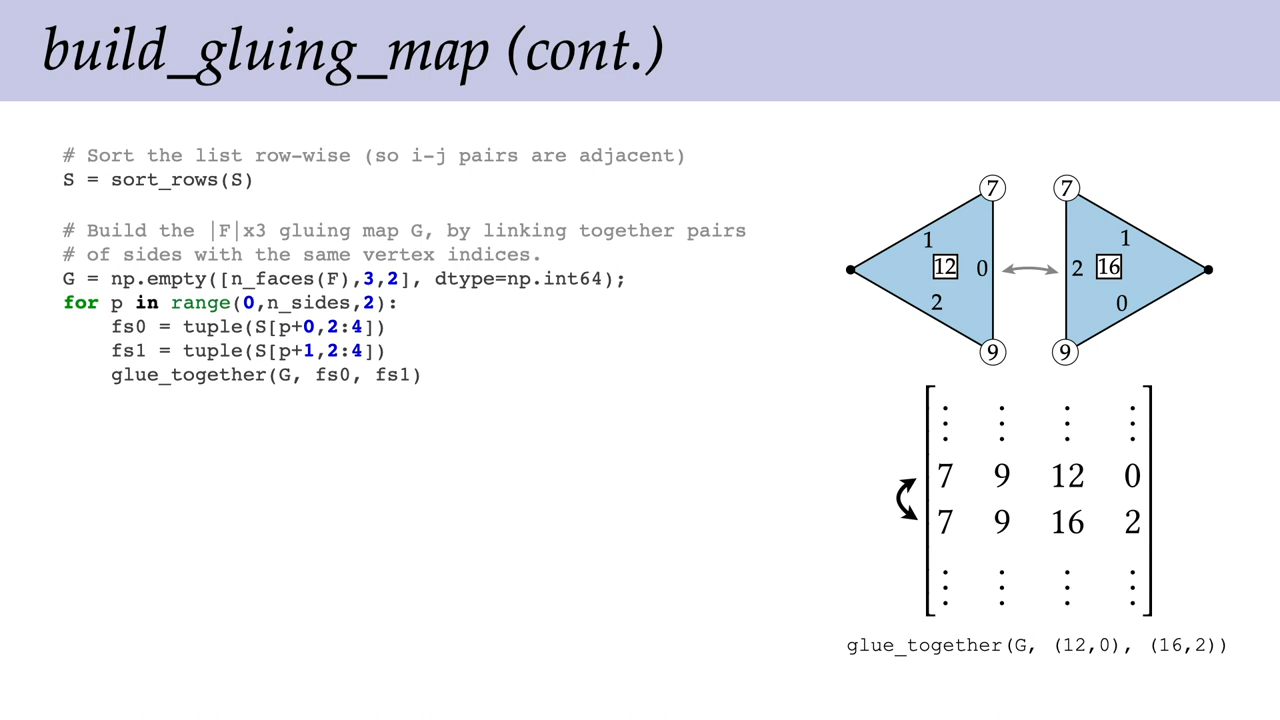 build_gluing_map (cont.)
# Sort the list row-wise (so i-j pairs are adjacent)
S = sort_rows(S)
# Build the |F|x3 gluing map G, by linking together pairs
# of sides with the same vertex indices.
G = np.empty([n_faces(F),3,2], dtype=np.int64);
for p in range(0,n_sides,2):
    fs0 = tuple(S[p+0,2:4])
    fs1 = tuple(S[p+1,2:4])
    glue_together(G, fs0, fs1)
7 7
1 1
12 0 2 16
2 0
9 9
⋮ ⋮ ⋮ ⋮
7 9 12 0
7 9 16 2
⋮ ⋮ ⋮ ⋮
glue_together(G, (12,0), (16,2))